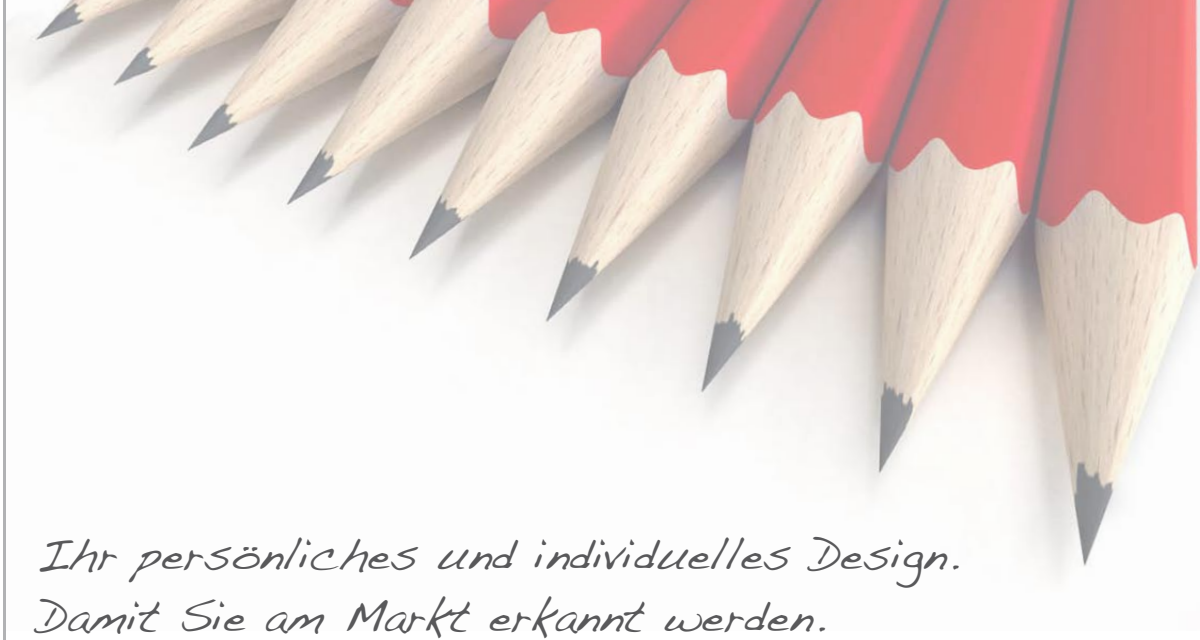 Ihr persönliches und individuelles Design.
Damit Sie am Markt erkannt werden.